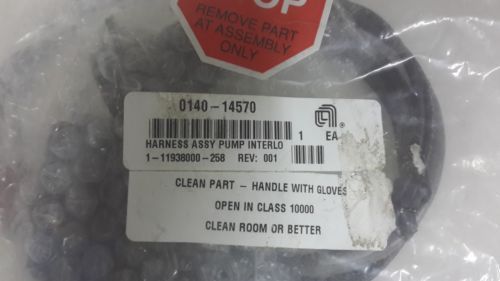 OP
REMOVE PART
AT ASSEMBLY
ONLY
0140-14570
1 EA
HARNESS ASSY PUMP INTERLO
1-11938000-258 REV: 001
CLEAN PART - HANDLE WITH GLOVES
OPEN IN CLASS 10000
CLEAN ROOM OR BETTER